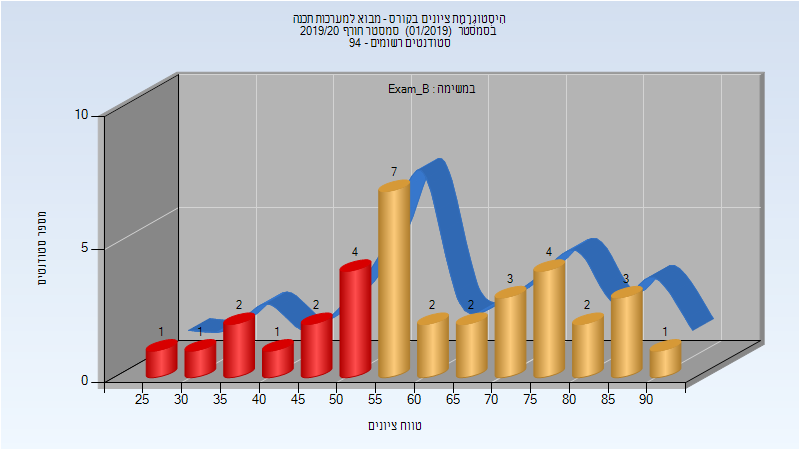 היסטוגרמת ציונים בקורס - מבוא למערכות תכנה
בסמסטר (01/2019) סמסטר חורף 2019/20
סטודנטים רשומים - 94
במשימה : Exam_B
10
5
0
מספר סטודנטים
1 1 2 1 2 4 7 2 2 3 4 2 3 1
25 30 35 40 45 50 55 60 65 70 75 80 85 90
טווח ציונים